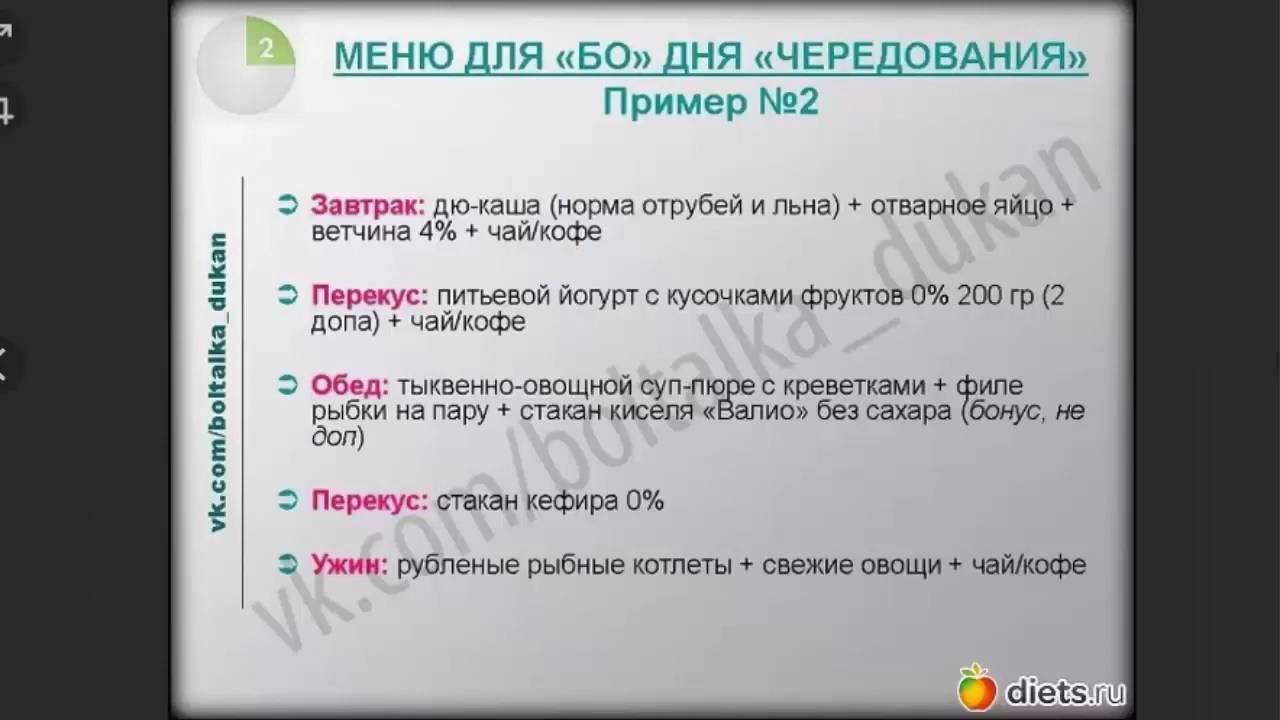 2
МЕНЮ ДЛЯ «БО» ДНЯ «ЧЕРЕДОВАНИЯ»
Пример №2
Завтрак: дю-каша (норма отрубей и льна) + отварное яйцо +
ветчина 4% + чай/кофе
Перекус: питьевой йогурт с кусочками фруктов 0% 200 гр (2
допа) + чай/кофе
Обед: тыквенно-овощной суп-пюре с креветками + филе
рыбки на пару + стакан киселя «Валио» без сахара (бонус, не
доп)
Перекус: стакан кефира 0%
Ужин: рубленые рыбные котлеты + свежие овощи + чай/кофе
vk.com/boltalka_dukan
vk.com/boltalka_dukan
diets.ru